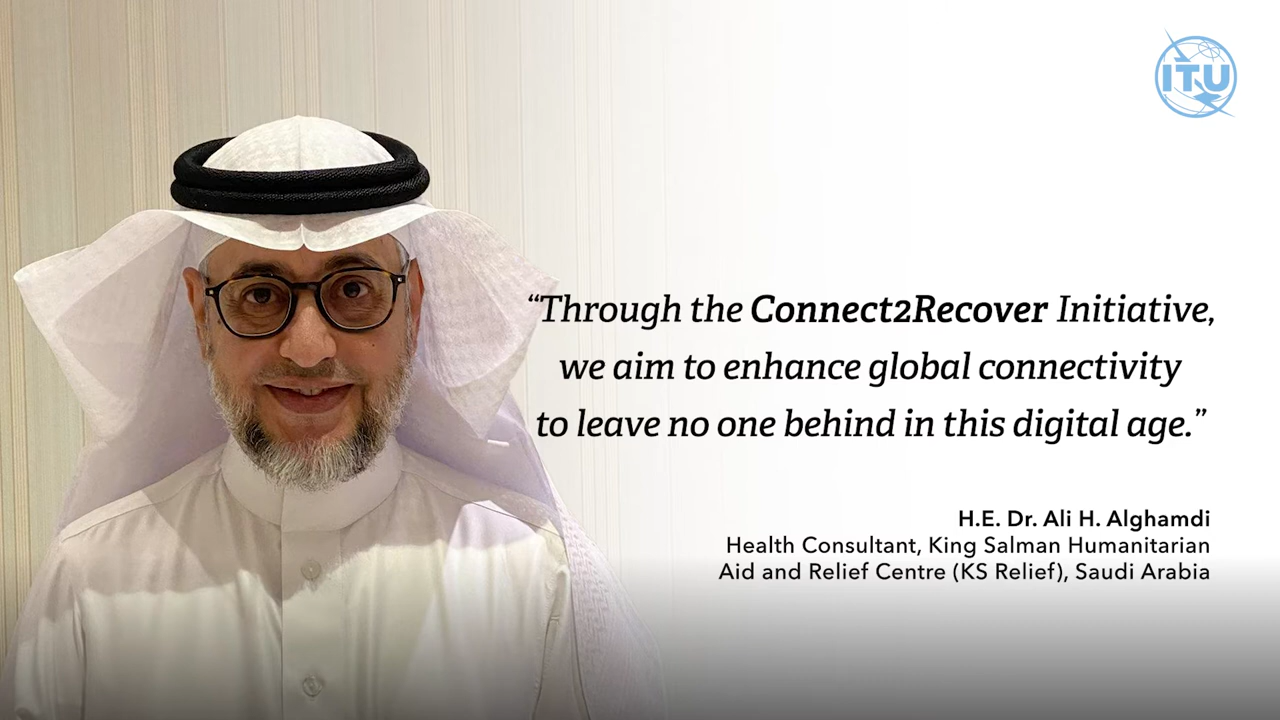 ITU
“Through the Connect2Recover Initiative,
we aim to enhance global connectivity
to leave no one behind in this digital age.”
H.E. Dr. Ali H. Alghamdi
Health Consultant, King Salman Humanitarian
Aid and Relief Centre (KS Relief), Saudi Arabia